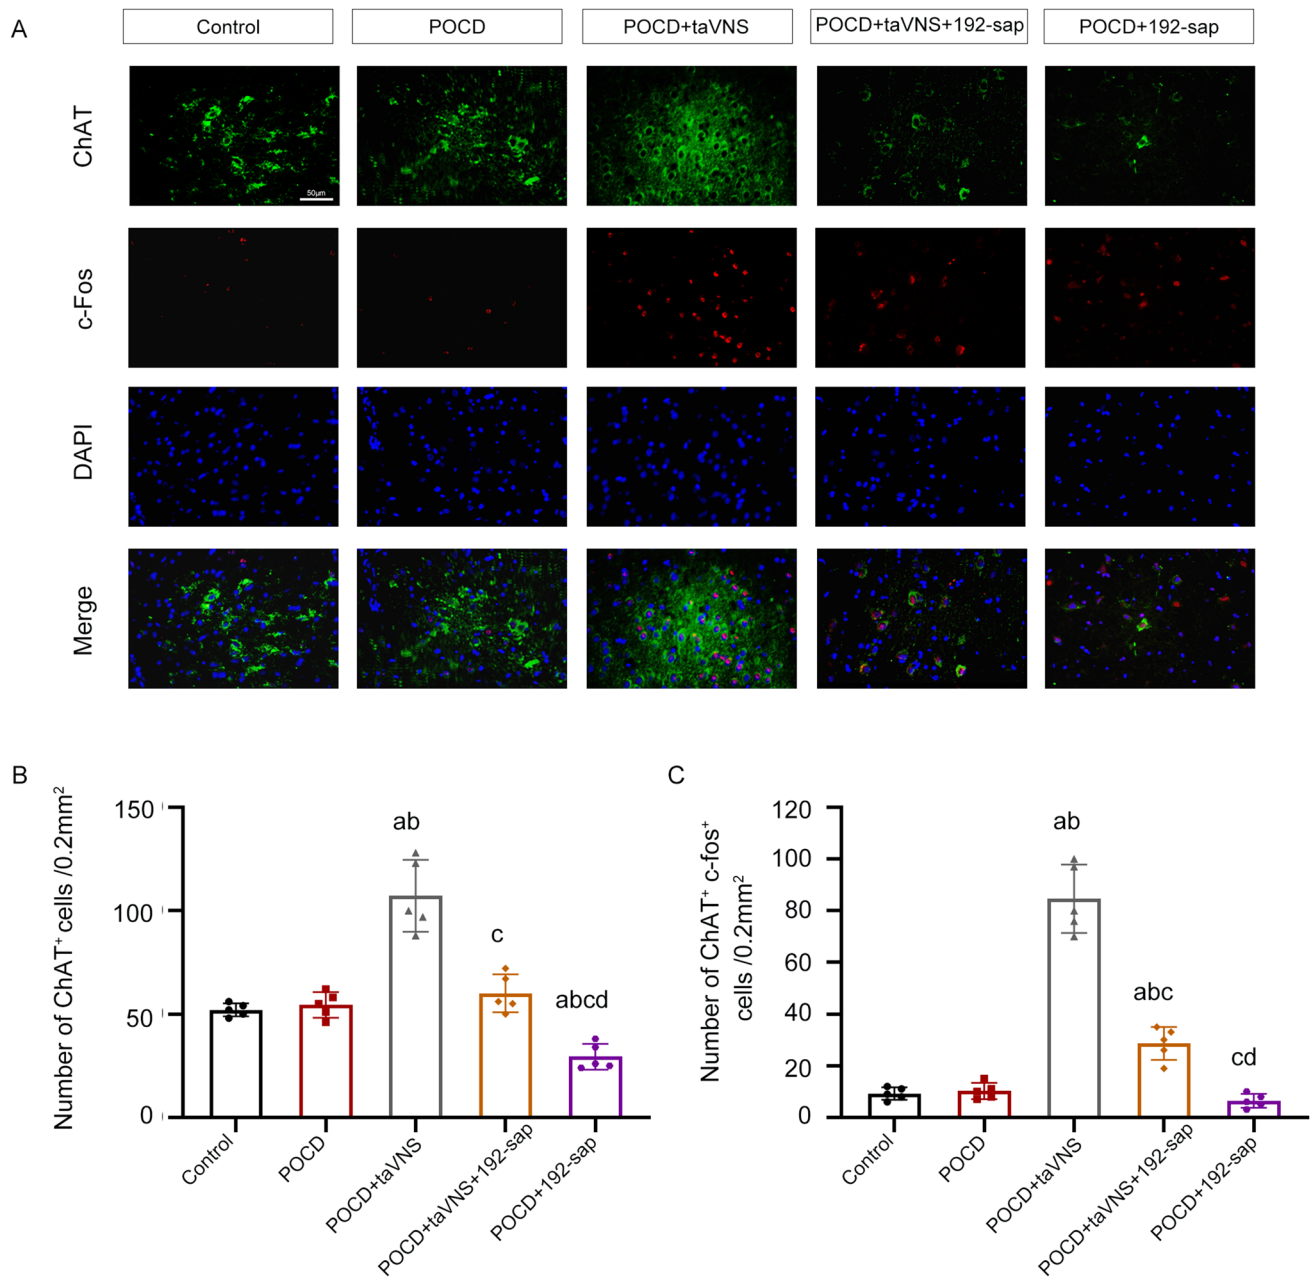 A
Control
POCD
POCD+taVNS
POCD+taVNS+192-sap
POCD+192-sap
ChAT
50μm
c-Fos
DAPI
Merge
B
Number of ChAT⁺ cells /0.2mm²
150
100
50
0
ab
c
abcd
Control
POCD
POCD+taVNS
POCD+taVNS+192-sap
POCD+192-sap
C
Number of ChAT⁺ c-fos⁺
cells /0.2mm²
120
100
80
60
40
20
0
ab
abc
cd
Control
POCD
POCD+taVNS
POCD+taVNS+192-sap
POCD+192-sap